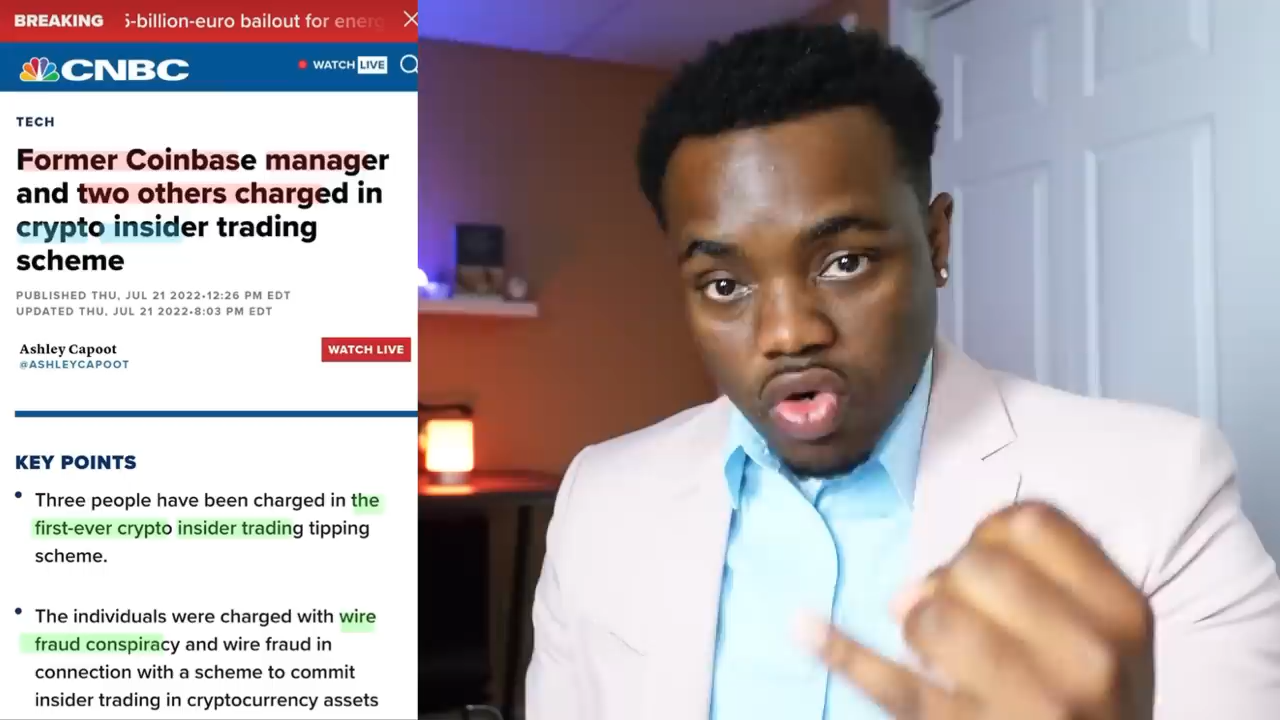 BREAKING -billion-euro bailout for energ
CNBC WATCH LIVE
TECH
Former Coinbase manager
and two others charged in
crypto insider trading
scheme
PUBLISHED THU, JUL 21 2022•12:26 PM EDT
UPDATED THU, JUL 21 2022•8:03 PM EDT
Ashley Capoot
@ASHLEYCAPOOT
WATCH LIVE
KEY POINTS
• Three people have been charged in the
first-ever crypto insider trading tipping
scheme.
• The individuals were charged with wire
fraud conspiracy and wire fraud in
connection with a scheme to commit
insider trading in cryptocurrency assets